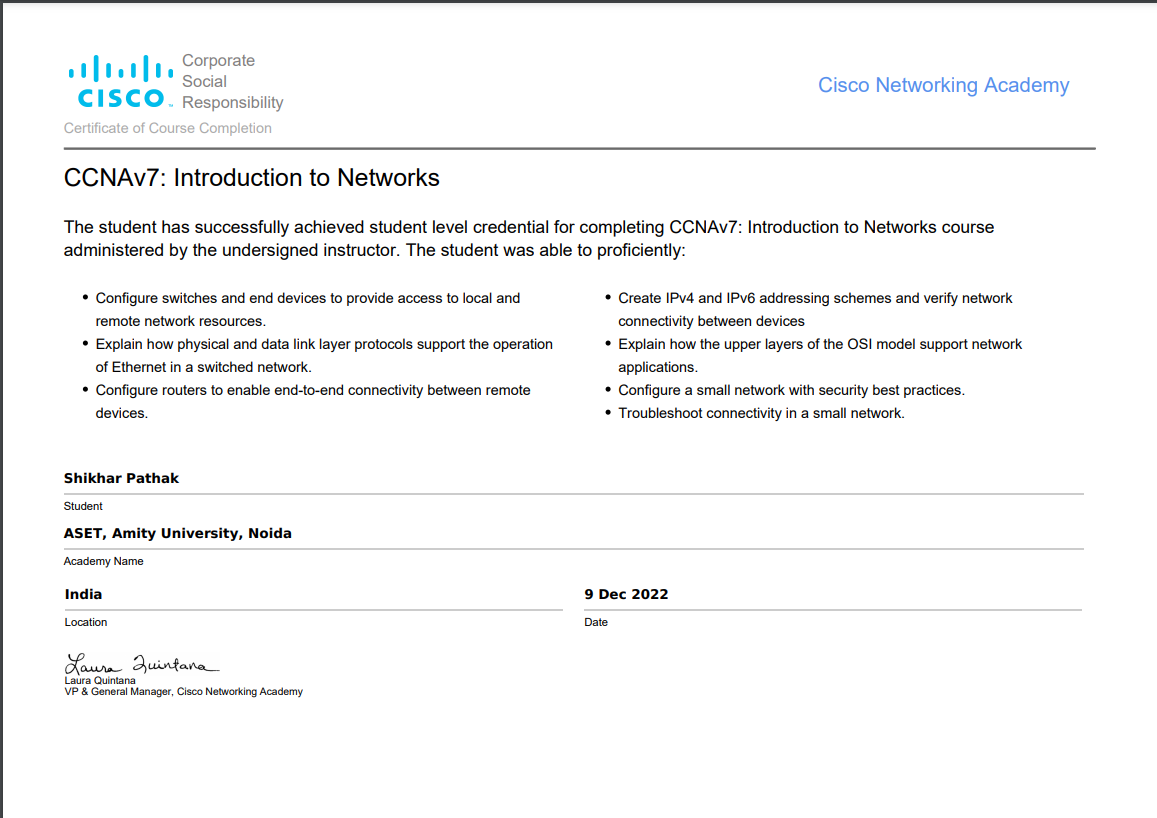 Corporate
Social
Responsibility
CISCO™
Cisco Networking Academy
Certificate of Course Completion
CCNAv7: Introduction to Networks
The student has successfully achieved student level credential for completing CCNAv7: Introduction to Networks course
administered by the undersigned instructor. The student was able to proficiently:
• Configure switches and end devices to provide access to local and
remote network resources.
• Explain how physical and data link layer protocols support the operation
of Ethernet in a switched network.
• Configure routers to enable end-to-end connectivity between remote
devices.
• Create IPv4 and IPv6 addressing schemes and verify network
connectivity between devices
• Explain how the upper layers of the OSI model support network
applications.
• Configure a small network with security best practices.
• Troubleshoot connectivity in a small network.
Shikhar Pathak
Student
ASET, Amity University, Noida
Academy Name
India
Location
9 Dec 2022
Date
Laura Quintana
Laura Quintana
VP & General Manager, Cisco Networking Academy